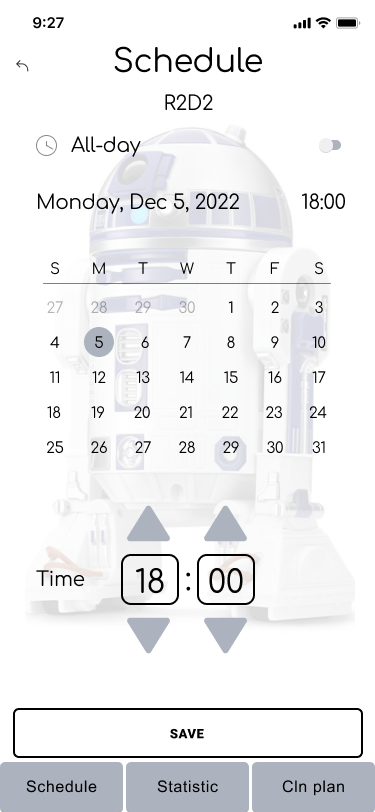 9:27
Schedule
R2D2
All-day
Monday, Dec 5, 2022 18:00
S M T W T F S
27 28 29 30 1 2 3
4 5 6 7 8 9 10
11 12 13 14 15 16 17
18 19 20 21 22 23 24
25 26 27 28 29 30 31
Time 18 : 00
SAVE
Schedule Statistic Cln plan